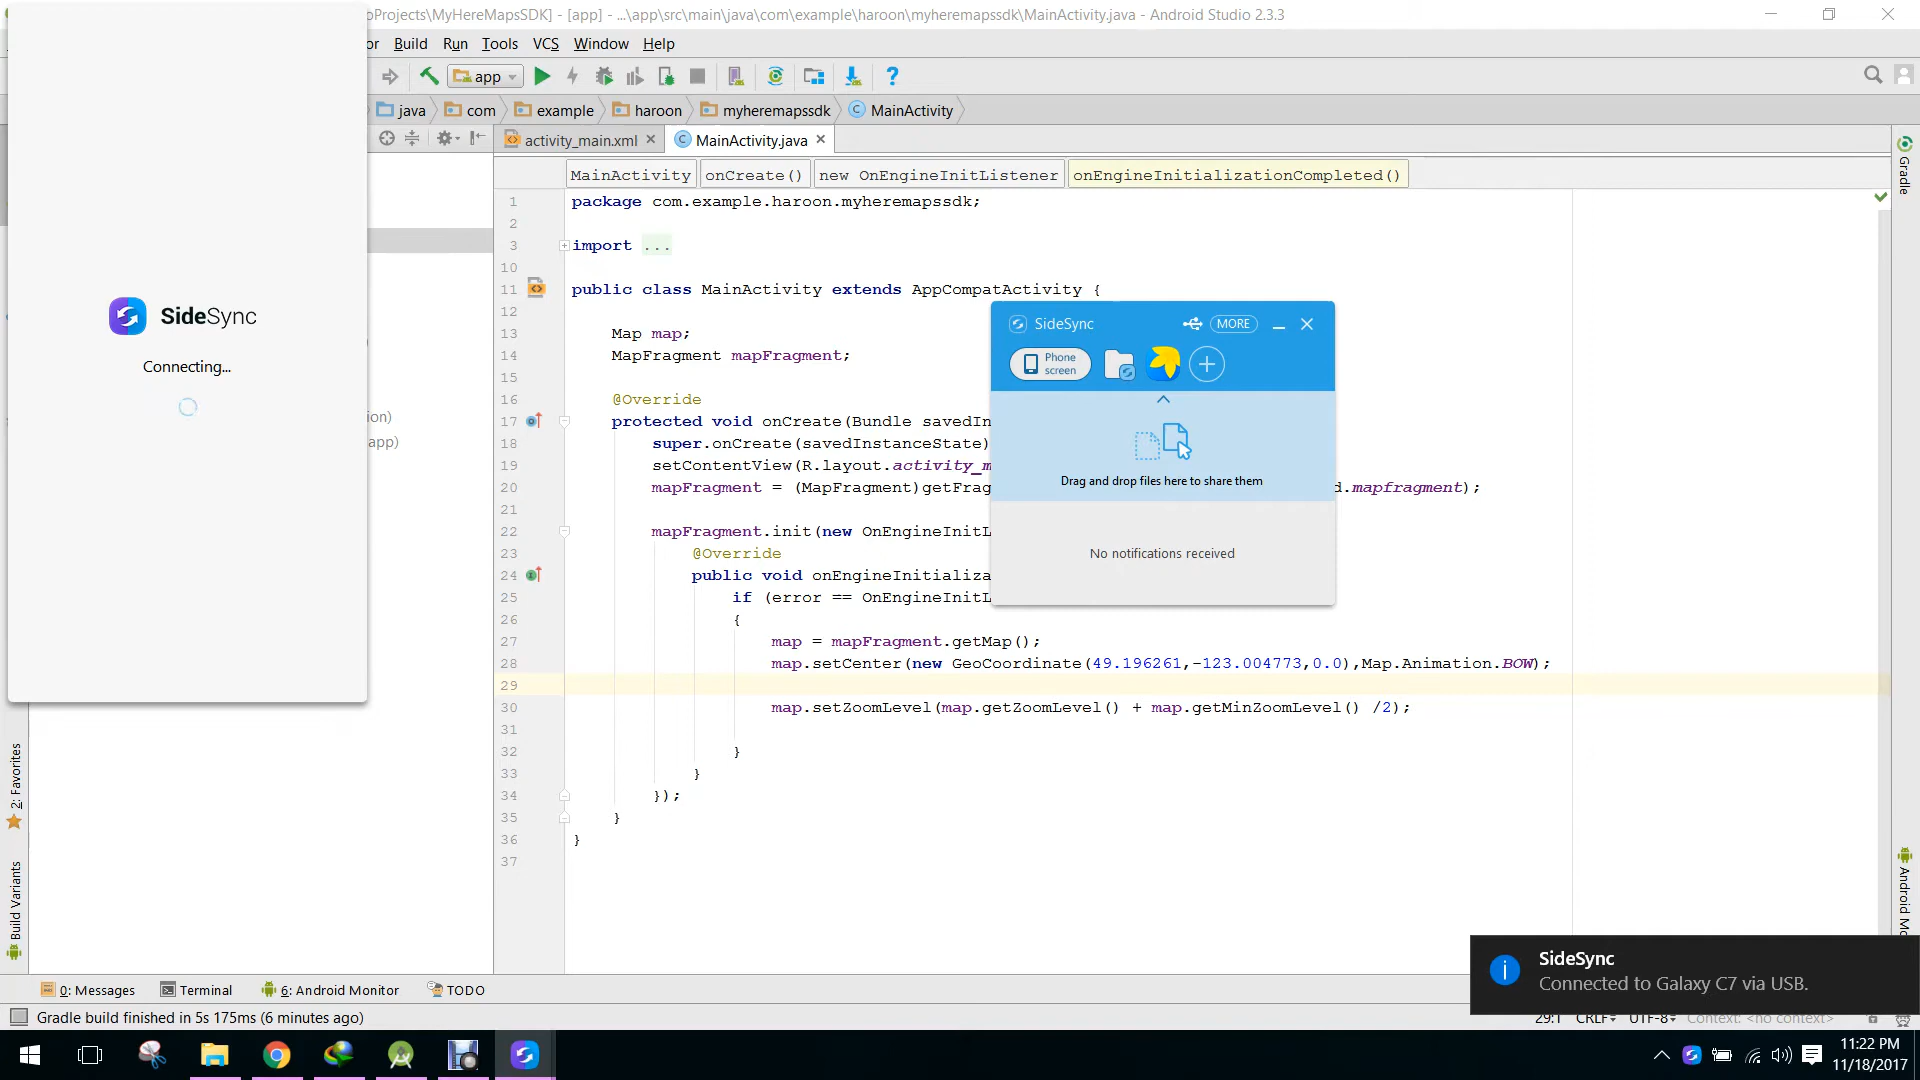 oProjects\MyHereMapsSDK] - [app] - ...\app\src\main\java\com\example\haroon\myheremapssdk\MainActivity.java - Android Studio 2.3.3
or Build Run Tools VCS Window Help
app
java com example haroon myheremapssdk MainActivity
activity_main.xml MainActivity.java
MainActivity onCreate() new OnEngineInitListener onEngineInitializationCompleted()
1 package com.example.haroon.myheremapssdk;
2
3 import ...
10
11 public class MainActivity extends AppCompatActivity {
12
13 Map map;
14 MapFragment mapFragment;
15
16 @Override
17 protected void onCreate(Bundle savedIn
18 super.onCreate(savedInstanceState)
19 setContentView(R.layout.activity_m
20 mapFragment = (MapFragment)getFrag d.mapfragment);
21
22 mapFragment.init(new OnEngineInitL
23 @Override
24 public void onEngineInitializa
25 if (error == OnEngineInitL
26 {
27 map = mapFragment.getMap();
28 map.setCenter(new GeoCoordinate(49.196261,-123.004773,0.0),Map.Animation.BOW);
29
30 map.setZoomLevel(map.getZoomLevel() + map.getMinZoomLevel() /2);
31
32 }
33 }
34 });
35 }
36 }
37
SideSync
Connecting...
ion)
app)
SideSync MORE
Phone
screen
Drag and drop files here to share them
No notifications received
Gradle
Android Mo
2: Favorites
Build Variants
0: Messages Terminal 6: Android Monitor TODO
Gradle build finished in 5s 175ms (6 minutes ago)
29:1 CRLF UTF-8 Context: <no context>
SideSync
Connected to Galaxy C7 via USB.
11:22 PM
11/18/2017